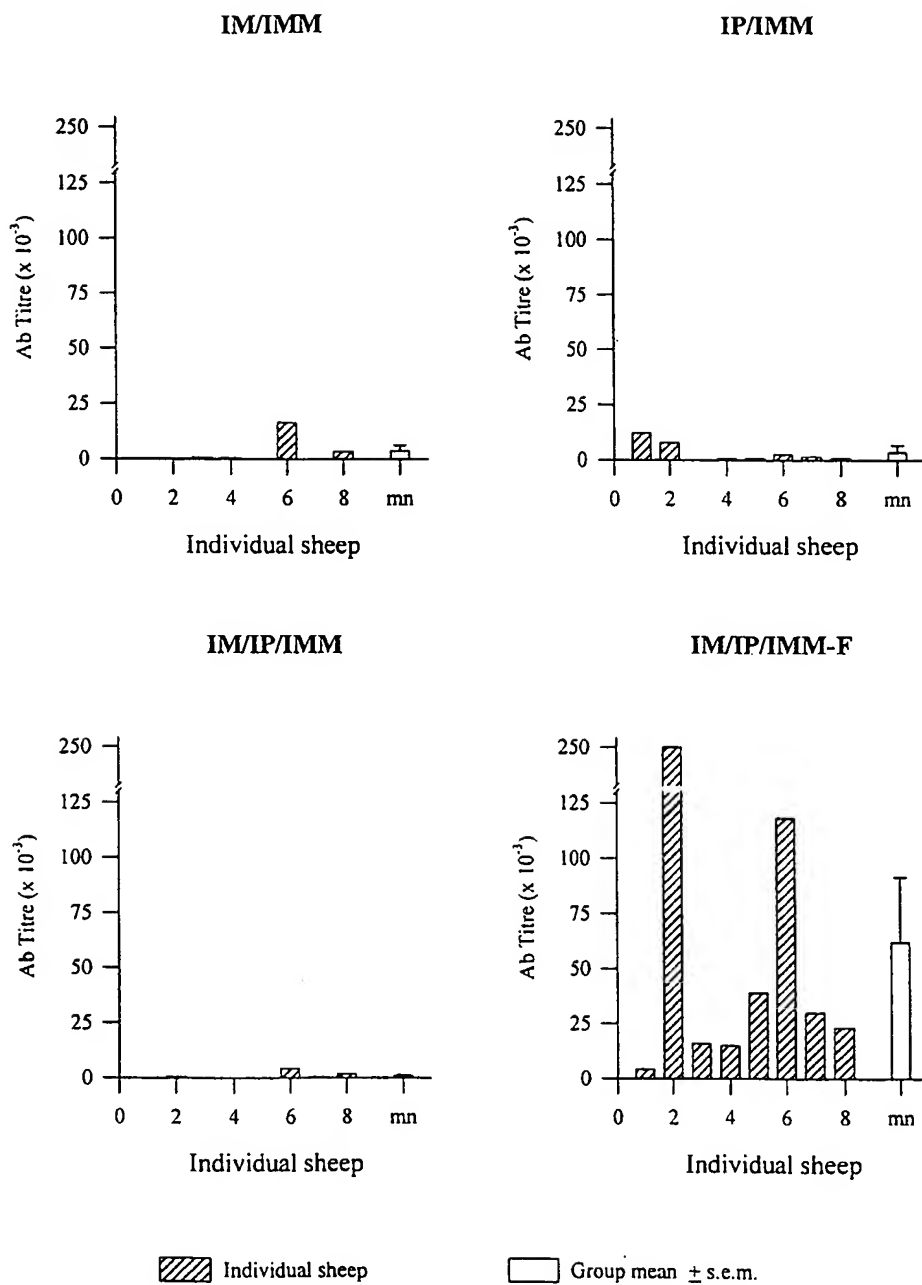 IM/IMM
250
125
100
75
50
25
0
Ab Titre (x 10⁻³)
0 2 4 6 8 mn
Individual sheep
IP/IMM
250
125
100
75
50
25
0
Ab Titre (x 10⁻³)
0 2 4 6 8 mn
Individual sheep
IM/IP/IMM
250
125
100
75
50
25
0
Ab Titre (x 10⁻³)
0 2 4 6 8 mn
Individual sheep
IM/IP/IMM-F
250
125
100
75
50
25
0
Ab Titre (x 10⁻³)
0 2 4 6 8 mn
Individual sheep
Individual sheep
Group mean ± s.e.m.